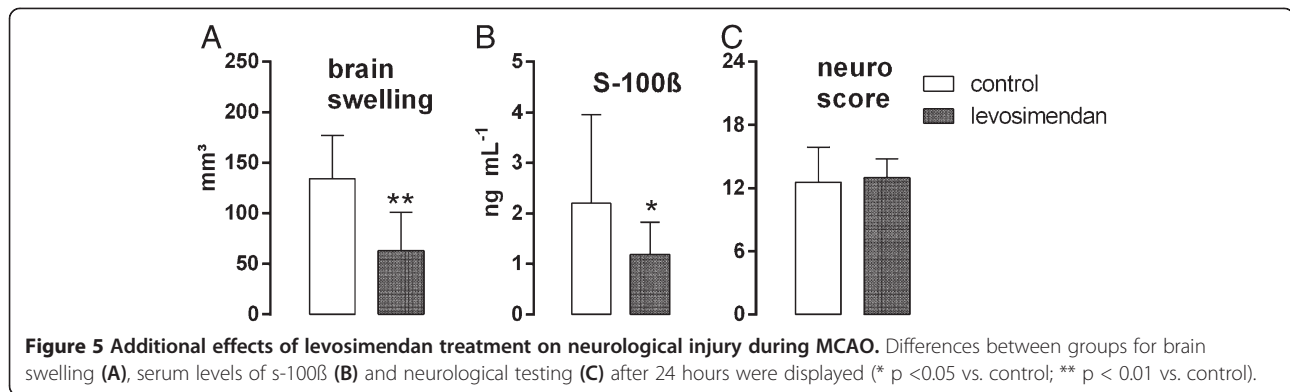 A
B
C
250
200
150
100
50
0
mm³
brain
swelling
**
5
4
3
2
1
0
ng mL⁻¹
S-100ß
*
24
18
12
6
0
neuro
score
control
levosimendan
Figure 5 Additional effects of levosimendan treatment on neurological injury during MCAO. Differences between groups for brain
swelling (A), serum levels of s-100ß (B) and neurological testing (C) after 24 hours were displayed (* p <0.05 vs. control; ** p < 0.01 vs. control).